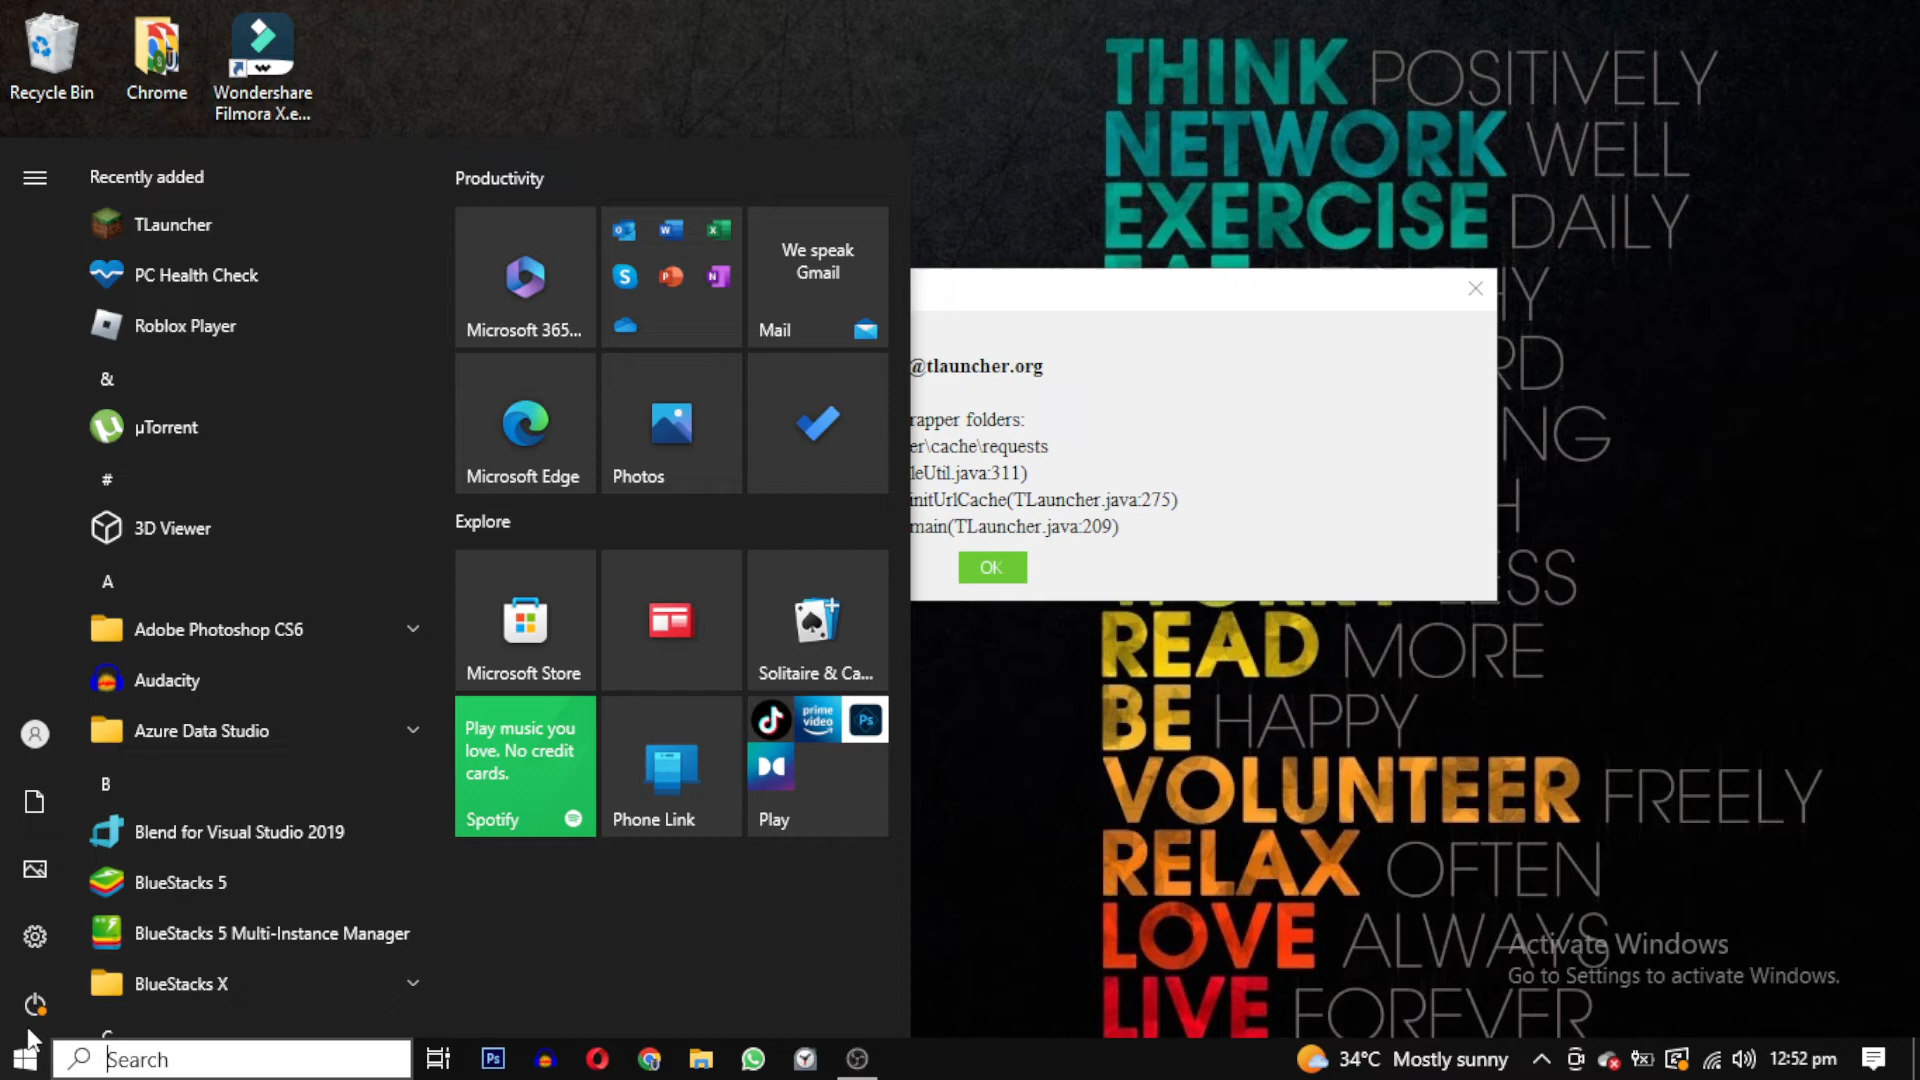 Recycle Bin
Chrome
Wondershare
Filmora X.e...
Recently added
TLauncher
PC Health Check
Roblox Player
&
µTorrent
#
3D Viewer
A
Adobe Photoshop CS6
Audacity
Azure Data Studio
B
Blend for Visual Studio 2019
BlueStacks 5
BlueStacks 5 Multi-Instance Manager
BlueStacks X
Productivity
Microsoft 365...
We speak
Gmail
Mail
Microsoft Edge
Photos
Explore
Microsoft Store
Solitaire & Ca...
Play music you
love. No credit
cards.
Spotify
Phone Link
prime
video
Ps
Play
@tlauncher.org
rapper folders:
er\cache\requests
leUtil.java:311)
initUrlCache(TLauncher.java:275)
main(TLauncher.java:209)
OK
THINK POSITIVELY
NETWORK WELL
EXERCISE DAILY
READ MORE
BE HAPPY
VOLUNTEER FREELY
RELAX OFTEN
LOVE ALWAYS
LIVE FOREVER
Activate Windows
Go to Settings to activate Windows.
Search
Ps
34°C Mostly sunny
12:52 pm